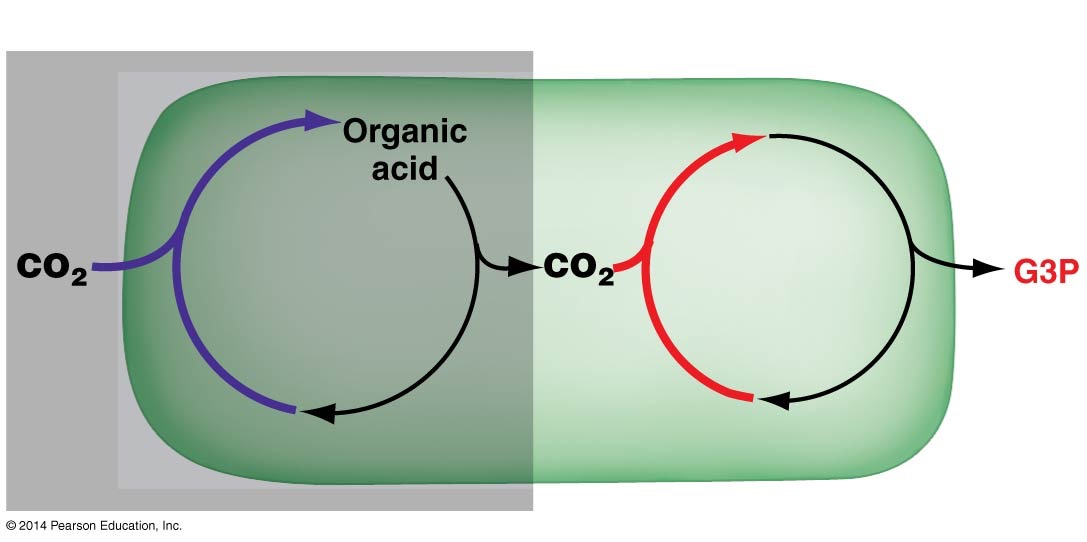 Organic
acid
CO₂
CO₂
G3P
© 2014 Pearson Education, Inc.